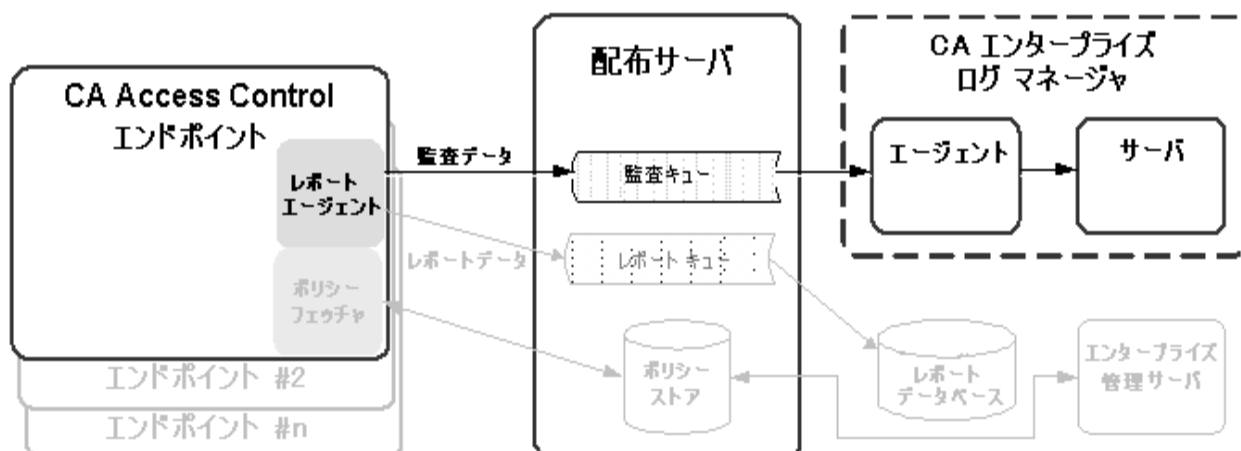 CA Access Control
エンドポイント
レポート
エージェント
ポリシー
フェッチャ
エンドポイント #2
エンドポイント #n
監査データ
レポートデータ
配布サーバ
監査キュー
レポート キュー
ポリシー
ストア
CA エンタープライズ
ログ マネージャ
エージェント
サーバ
レポート
データベース
エンタープライズ
管理サーバ